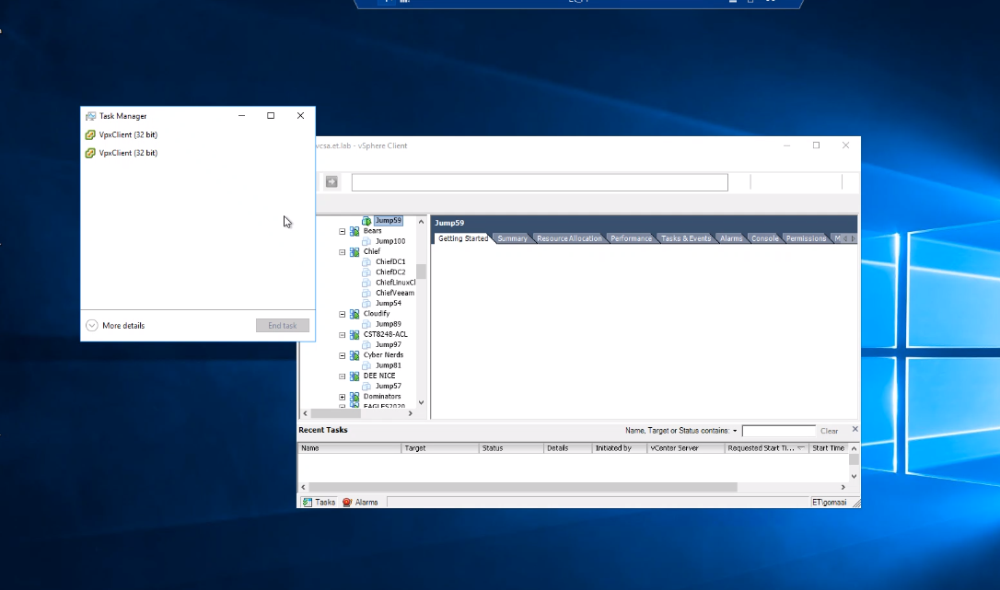 Task Manager
VpxClient (32 bit)
VpxClient (32 bit)
More details
End task
vcsa.et.lab - vSphere Client
Jump59
Bears
Jump100
Chief
ChiefDC1
ChiefDC2
ChiefLinuxCl
ChiefVeeam
Jump54
Cloudify
Jump89
CST8248-ACL
Jump97
Cyber Nerds
Jump81
DEE NICE
Jump57
Dominators
EAGLES2020
Jump59
Getting Started Summary Resource Allocation Performance Tasks & Events Alarms Console Permissions M
Recent Tasks Name, Target or Status contains: Clear
Name Target Status Details Initiated by vCenter Server Requested Start Ti... Start Time
Tasks Alarms ET\gomaai